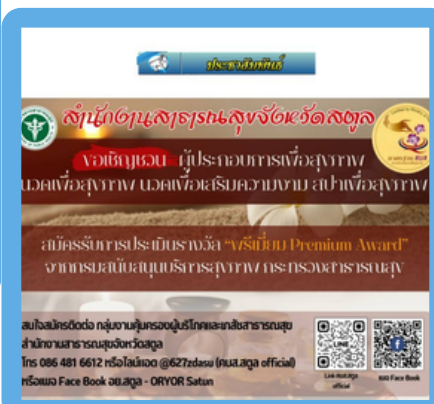 ประชาสัมพันธ์
สำนักงานสาธารณสุขจังหวัดสตูล
ขอเชิญชวน ผู้ประกอบการเพื่อสุขภาพ
นวดเพื่อสุขภาพ นวดเพื่อเสริมความงาม สปาเพื่อสุขภาพ
สมัครรับการประเมินรางวัล “พรีเมี่ยม Premium Award”
จากกรมสนับสนุนบริการสุขภาพ กระทรวงสาธารณสุข
สนใจสมัครติดต่อ กลุ่มงานคุ้มครองผู้บริโภคและเภสัชสาธารณสุข
สำนักงานสาธารณสุขจังหวัดสตูล
โทร 086 481 6612 หรือไลน์แอด @627zdasu (คบส.สตูล official)
หรือเพจ Face Book อย.สตูล - ORYOR Satun
LINE
Link คบส.สตูล
official
เพจ Face Book